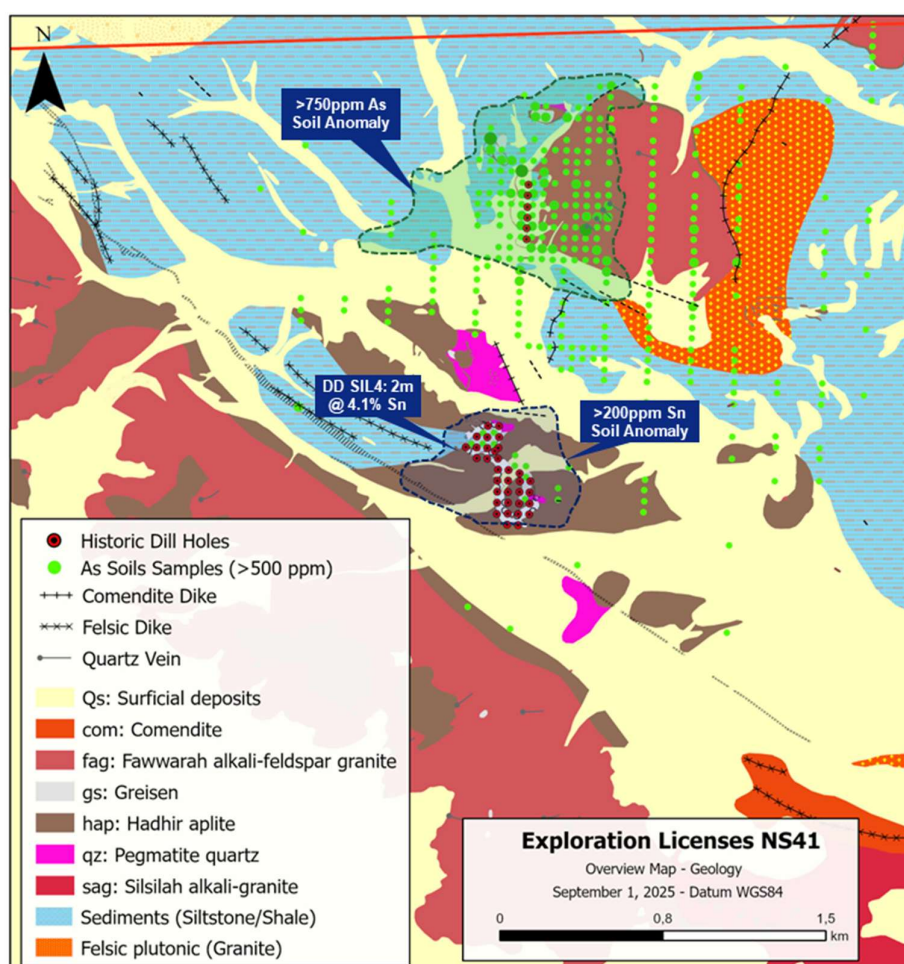 N
>750ppm As
Soil Anomaly
DD SIL4: 2m
@ 4.1% Sn
>200ppm Sn
Soil Anomaly
Historic Dill Holes
As Soils Samples (>500 ppm)
Comendite Dike
Felsic Dike
Quartz Vein
Qs: Surficial deposits
com: Comendite
fag: Fawwarah alkali-feldspar granite
gs: Greisen
hap: Hadhir aplite
qz: Pegmatite quartz
sag: Silsilah alkali-granite
Sediments (Siltstone/Shale)
Felsic plutonic (Granite)
Exploration Licenses NS41
Overview Map - Geology
September 1, 2025 - Datum WGS84
0 0,8 1,5
km